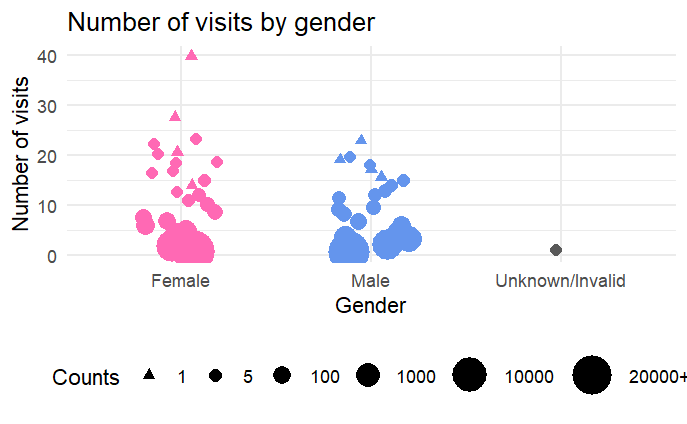 Number of visits by gender
Number of visits
40
30
20
10
0
Female Male Unknown/Invalid
Gender
Counts 1 5 100 1000 10000 20000+